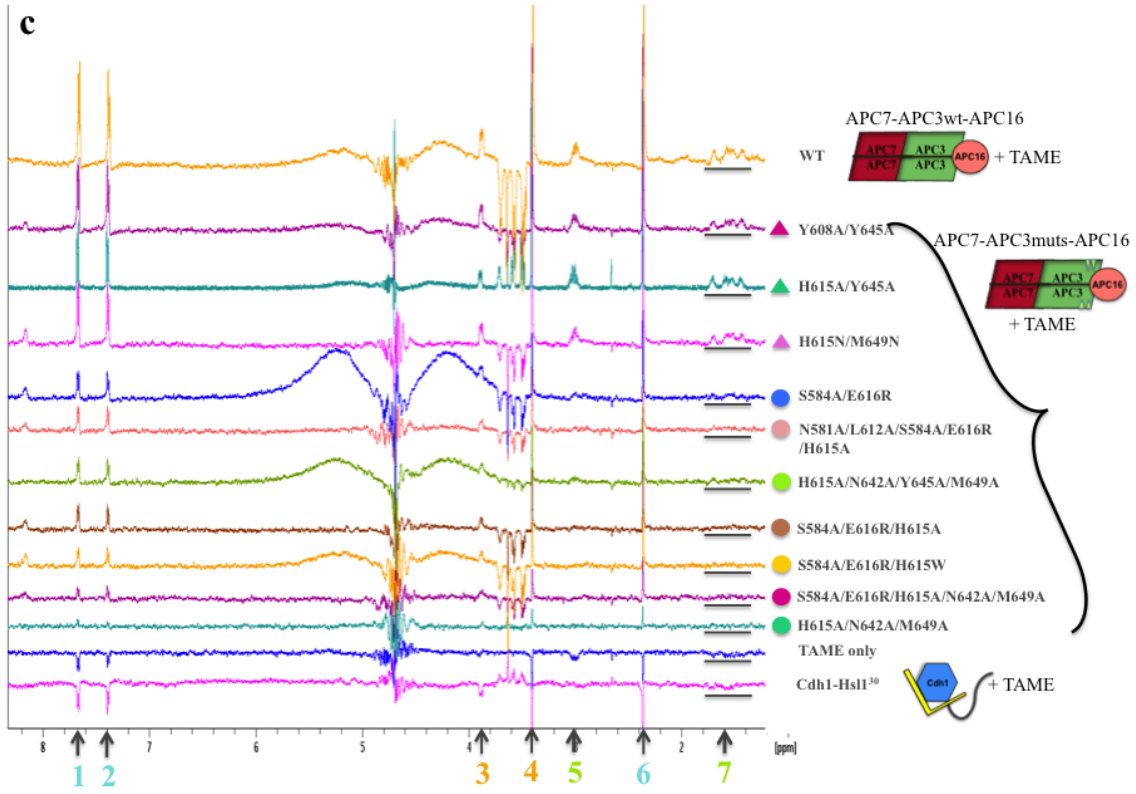 c
APC7-APC3wt-APC16
WT
APC7 APC3
APC7 APC3
APC16
+ TAME
Y608A/Y645A
APC7-APC3muts-APC16
H615A/Y645A
APC7 APC3
APC7 APC3
APC16
+ TAME
H615N/M649N
S584A/E616R
N581A/L612A/S584A/E616R
/H615A
H615A/N642A/Y645A/M649A
S584A/E616R/H615A
S584A/E616R/H615W
S584A/E616R/H615A/N642A/M649A
H615A/N642A/M649A
TAME only
Cdh1-Hsl1³⁰
Cdh1
+ TAME
8 7 6 5 4 2 [ppm]
1 2 3 4 5 6 7